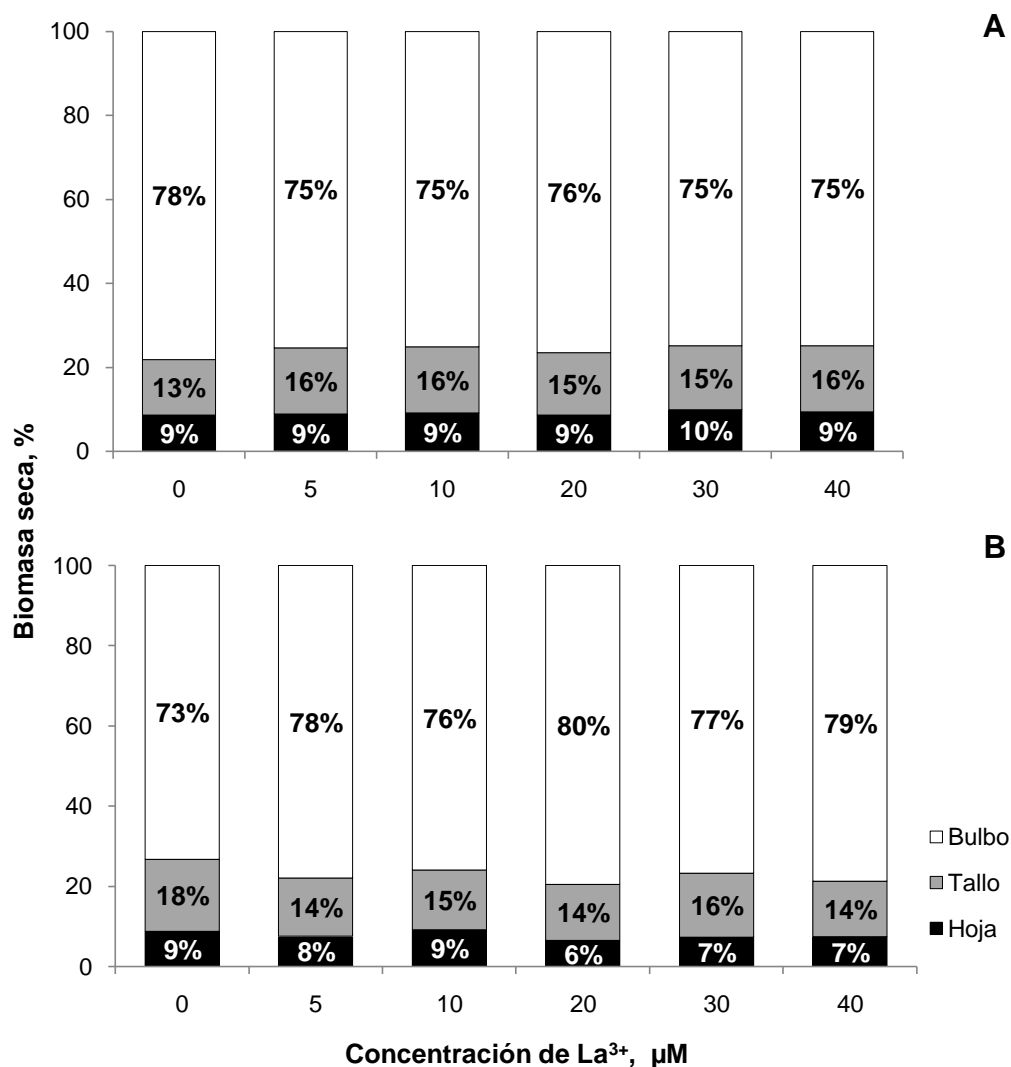 A
100
80
60
40
20
0
78% 75% 75% 76% 75% 75%
13% 16% 16% 15% 15% 16%
9% 9% 9% 9% 10% 9%
0 5 10 20 30 40
Biomasa seca, %
B
100
80
60
40
20
0
73% 78% 76% 80% 77% 79%
18% 14% 15% 14% 16% 14%
9% 8% 9% 6% 7% 7%
0 5 10 20 30 40
Bulbo
Tallo
Hoja
Concentración de La³⁺, µM